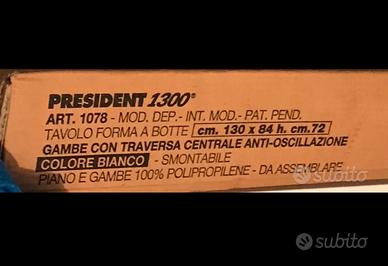 PRESIDENT 1300®
ART. 1078 - MOD. DEP. - INT. MOD. - PAT. PEND.
TAVOLO FORMA A BOTTE cm. 130 x 84 h. cm.72
GAMBE CON TRAVERSA CENTRALE ANTI-OSCILLAZIONE
COLORE BIANCO - SMONTABILE
PIANO E GAMBE 100% POLIPROPILENE - DA ASSEMBLARE
subito
subito